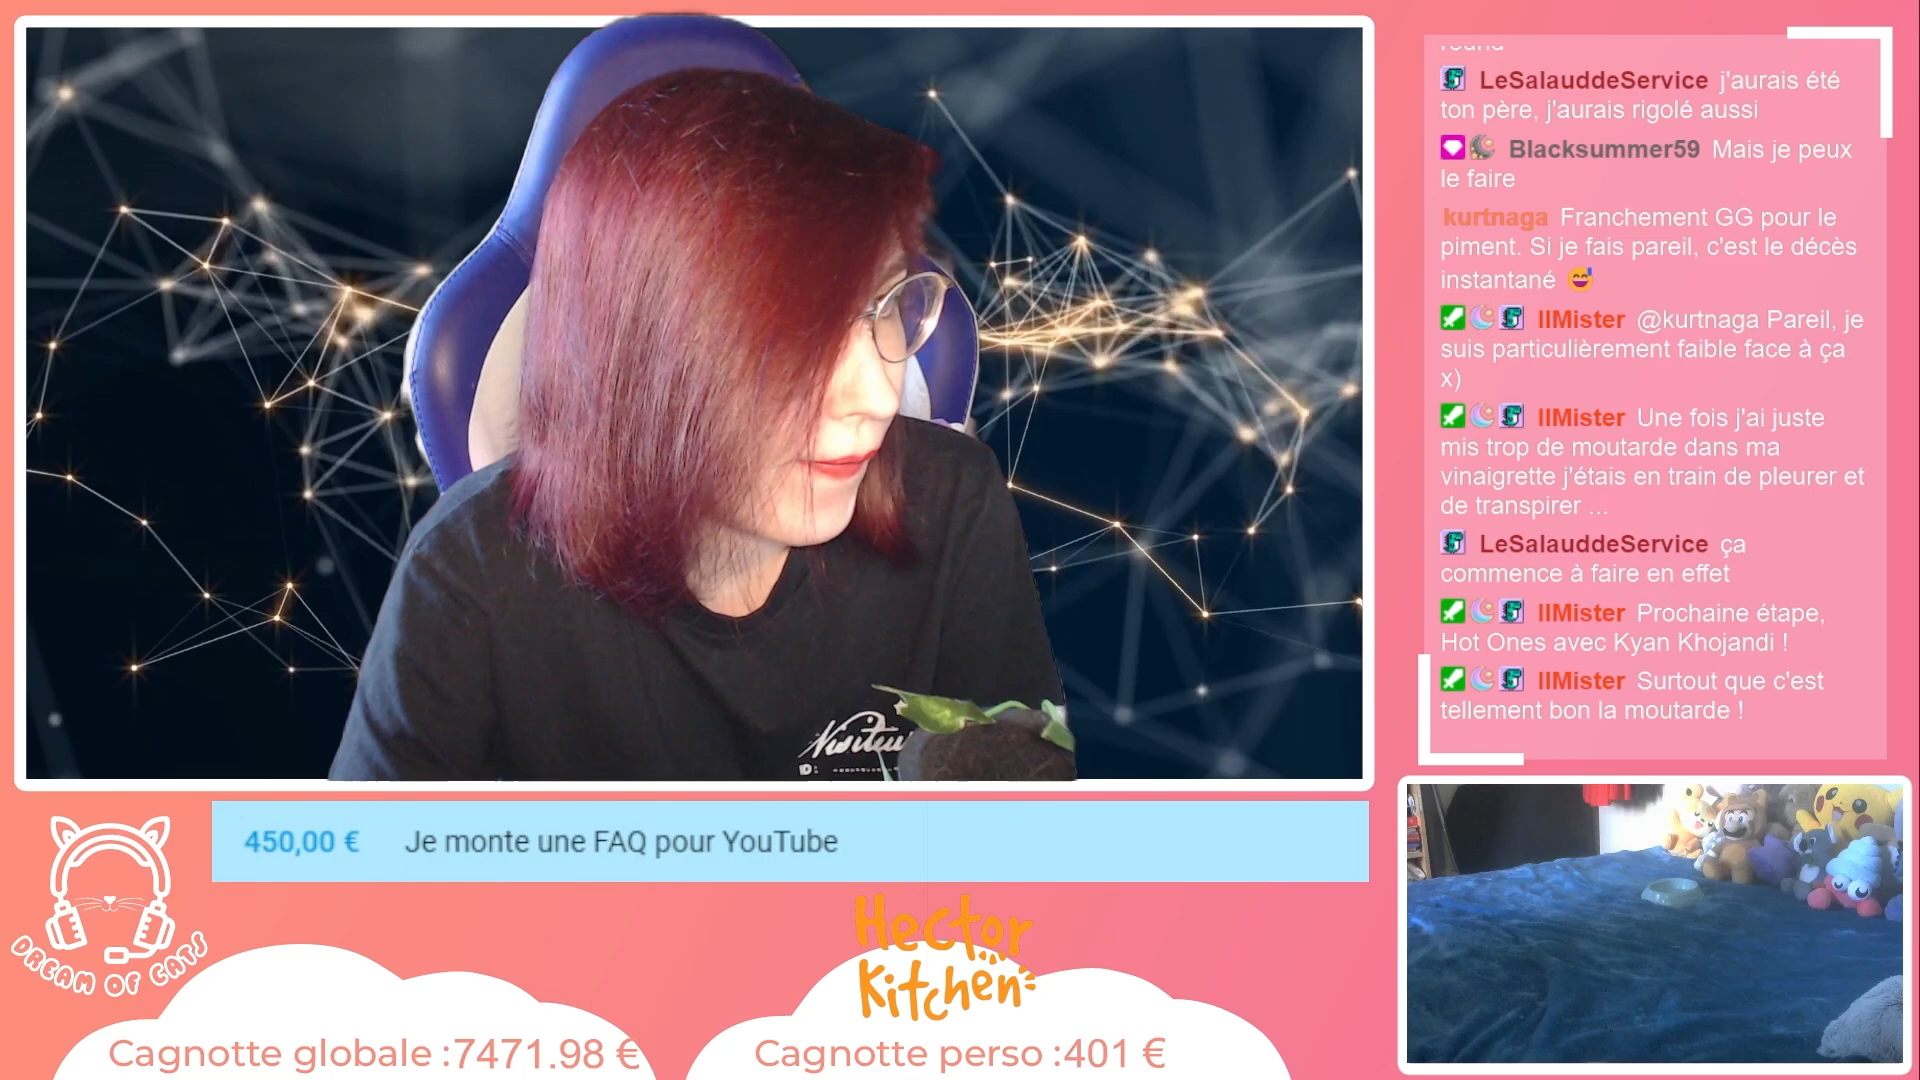 LeSalauddeService j'aurais été
ton père, j'aurais rigolé aussi
Blacksummer59 Mais je peux
le faire
kurtnaga Franchement GG pour le
piment. Si je fais pareil, c'est le décès
instantané 😅
IIMister @kurtnaga Pareil, je
suis particulièrement faible face à ça
x)
IIMister Une fois j'ai juste
mis trop de moutarde dans ma
vinaigrette j'étais en train de pleurer et
de transpirer ...
LeSalauddeService ça
commence à faire en effet
IIMister Prochaine étape,
Hot Ones avec Kyan Khojandi !
IIMister Surtout que c'est
tellement bon la moutarde !
450,00 € Je monte une FAQ pour YouTube
DREAM OF CATS
Hector
Kitchen
Cagnotte globale :7471.98 €
Cagnotte perso :401 €